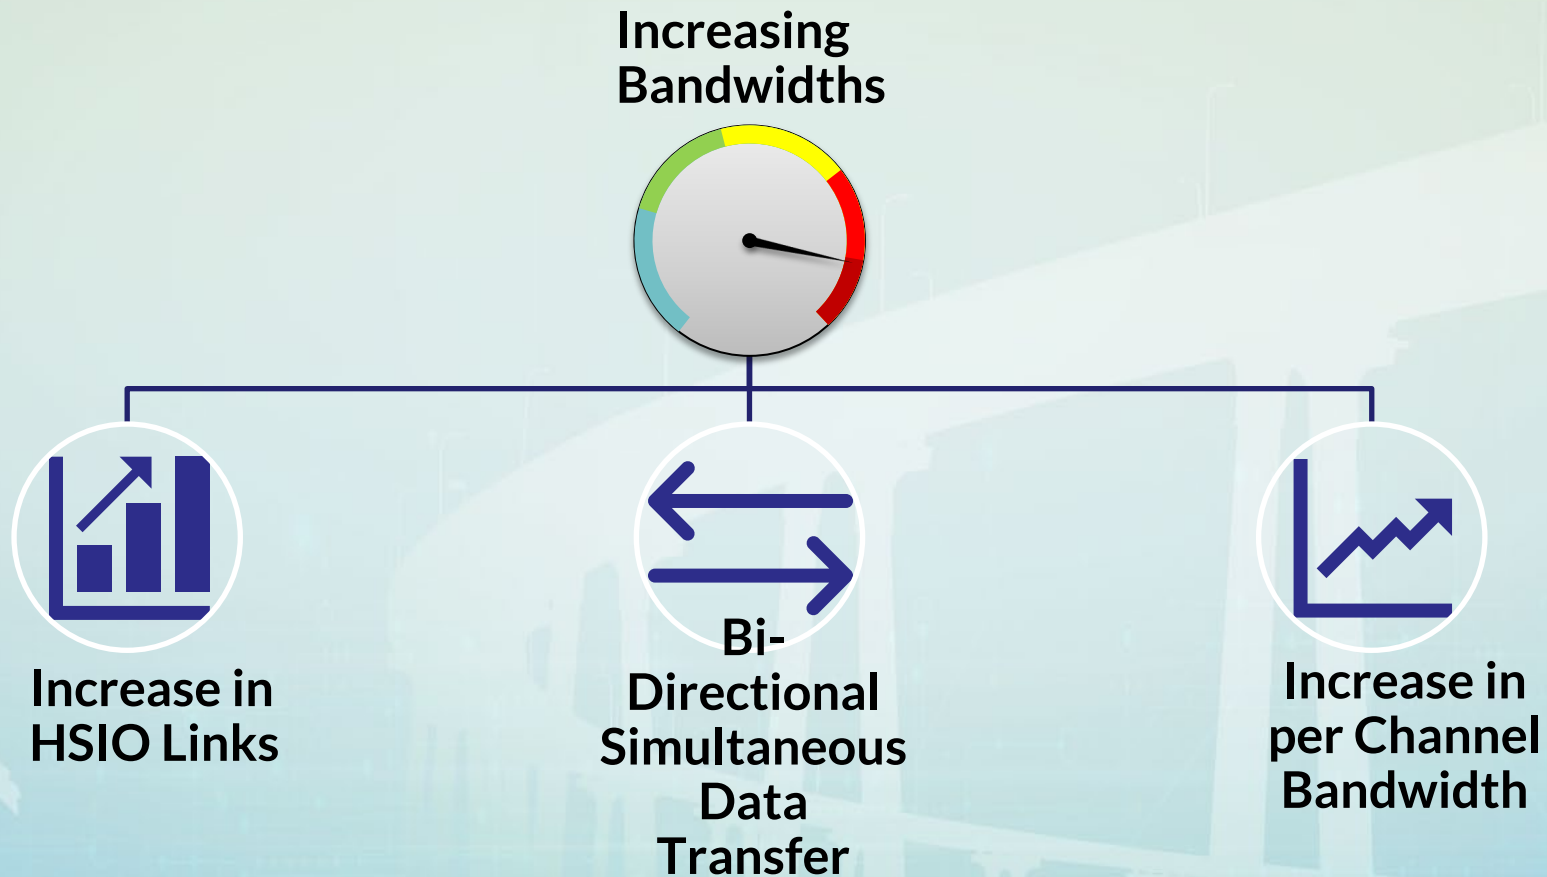 Increasing
Bandwidths
Increase in
HSIO Links
Bi-
Directional
Simultaneous
Data
Transfer
Increase in
per Channel
Bandwidth